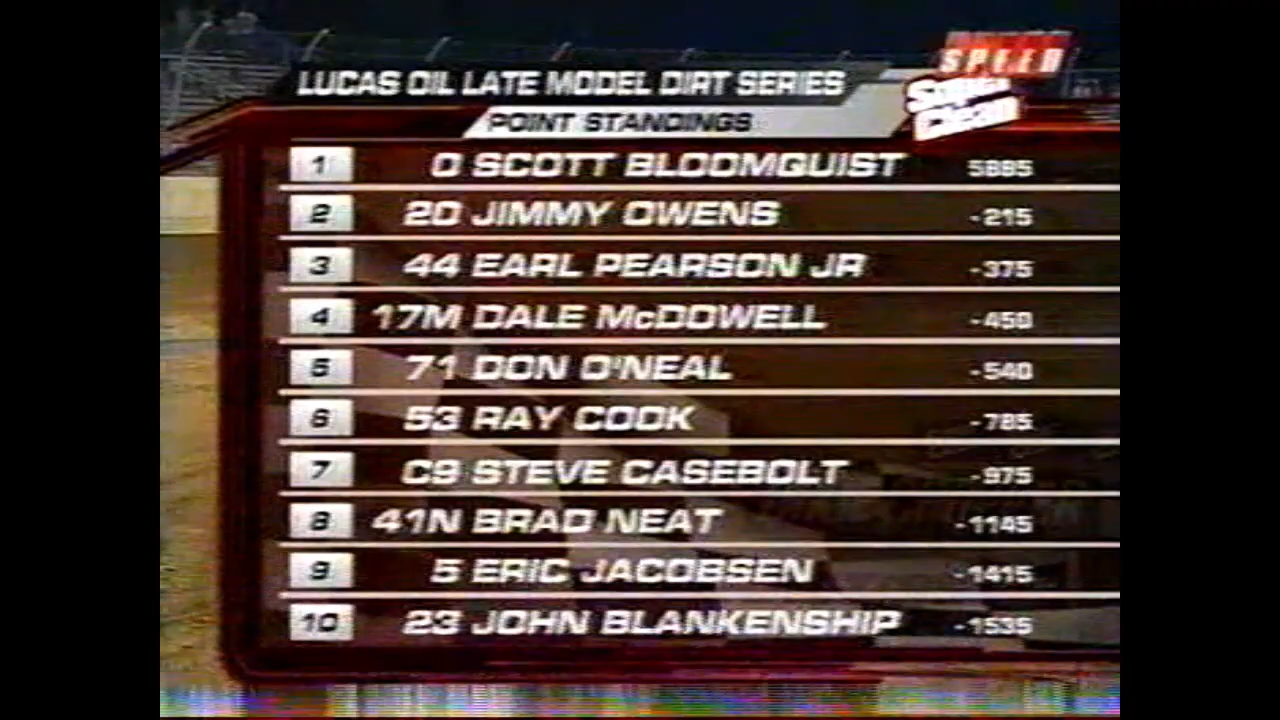 SPEED
LUCAS OIL LATE MODEL DIRT SERIES
Super
Clean
POINT STANDINGS
1 0 SCOTT BLOOMQUIST 5885
2 20 JIMMY OWENS -215
3 44 EARL PEARSON JR -375
4 17M DALE McDOWELL -450
5 71 DON O'NEAL -540
6 53 RAY COOK -785
7 C9 STEVE CASEBOLT -975
8 41N BRAD NEAT -1145
9 5 ERIC JACOBSEN -1415
10 23 JOHN BLANKENSHIP -1535